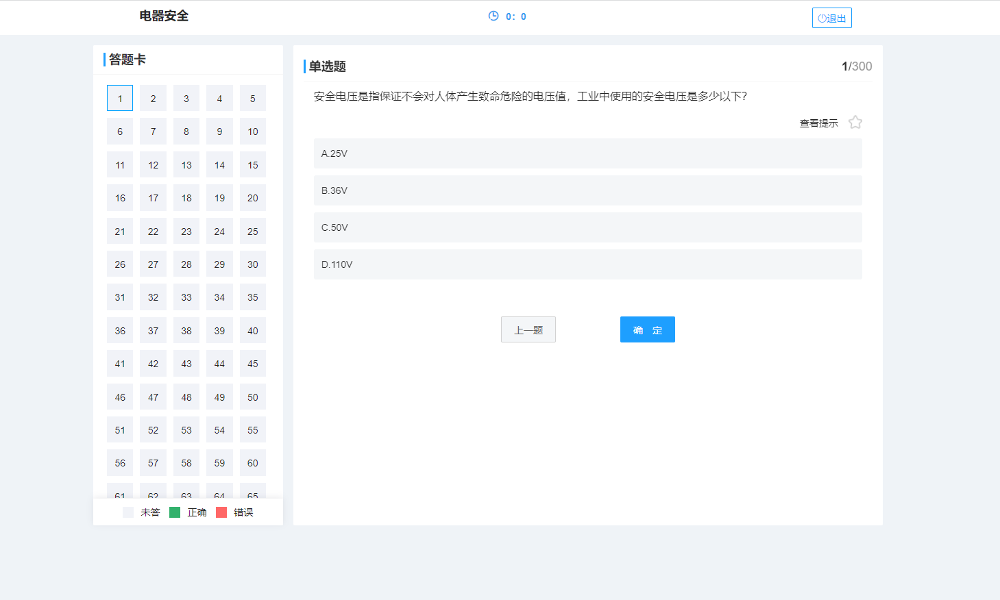 电器安全
0: 0
退出
答题卡
1 2 3 4 5
6 7 8 9 10
11 12 13 14 15
16 17 18 19 20
21 22 23 24 25
26 27 28 29 30
31 32 33 34 35
36 37 38 39 40
41 42 43 44 45
46 47 48 49 50
51 52 53 54 55
56 57 58 59 60
61 62 63 64 65
未答 正确 错误
单选题 1/300
安全电压是指保证不会对人体产生致命危险的电压值，工业中使用的安全电压是多少以下?
查看提示
A.25V
B.36V
C.50V
D.110V
上一题 确 定